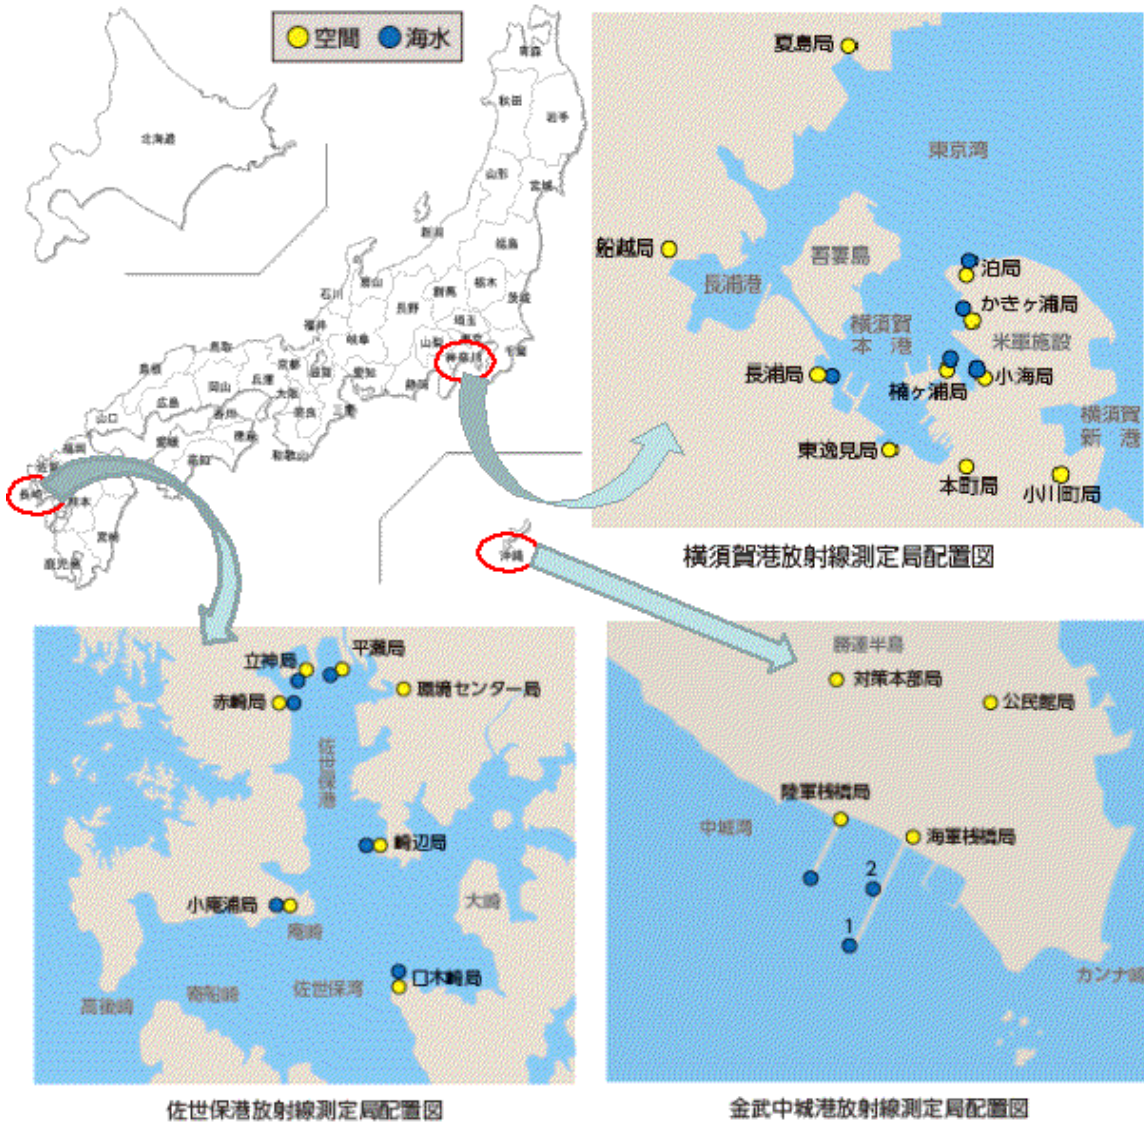 空間 海水
北海道
青森
秋田
岩手
山形
宮城
新潟
福島
石川
富山
群馬
栃木
長野
茨城
福井
岐阜
埼玉
山梨
東京
神奈川
千葉
鳥取
京都
滋賀
愛知
静岡
島根
岡山
兵庫
大阪
三重
広島
香川
奈良
山口
愛媛
徳島
高知
和歌山
福岡
佐賀
長崎
熊本
宮崎
鹿児島
沖縄
夏島局
東京湾
船越局
吾妻島
長浦港
泊局
かきヶ浦局
横須賀
本港
米軍施設
長浦局
楠ヶ浦局
小海局
横須賀
新港
東逸見局
本町局
小川町局
横須賀港放射線測定局配置図
立神局
平瀬局
赤崎局
環境センター局
佐世保港
崎辺局
小庵浦局
庵崎
大崎
口木崎局
佐世保湾
寄船崎
高後崎
佐世保港放射線測定局配置図
勝連半島
対策本部局
公民館局
陸軍桟橋局
中城湾
海軍桟橋局
2
1
カンナ崎
金武中城港放射線測定局配置図